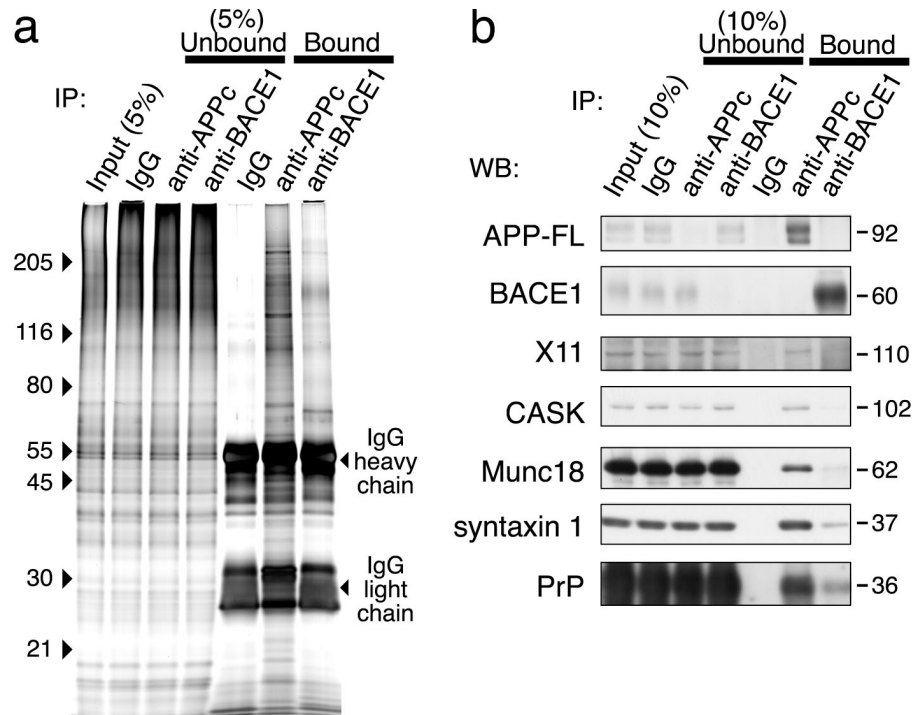 a
(5%)
Unbound
Bound
IP:
Input (5%)
IgG
anti-APPc
anti-BACE1
IgG
anti-APPc
anti-BACE1
205
116
80
55
45
30
21
IgG
heavy
chain
IgG
light
chain
b
(10%)
Unbound
Bound
IP:
Input (10%)
IgG
anti-APPc
anti-BACE1
IgG
anti-APPc
anti-BACE1
WB:
APP-FL
-92
BACE1
-60
X11
-110
CASK
-102
Munc18
-62
syntaxin 1
-37
PrP
-36